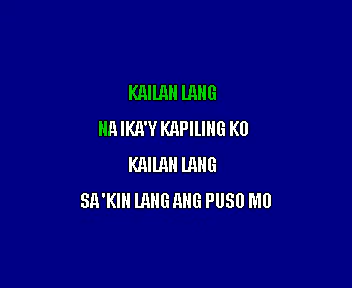 KAILAN LANG
NA IKA'Y KAPILING KO
KAILAN LANG
SA 'KIN LANG ANG PUSO MO